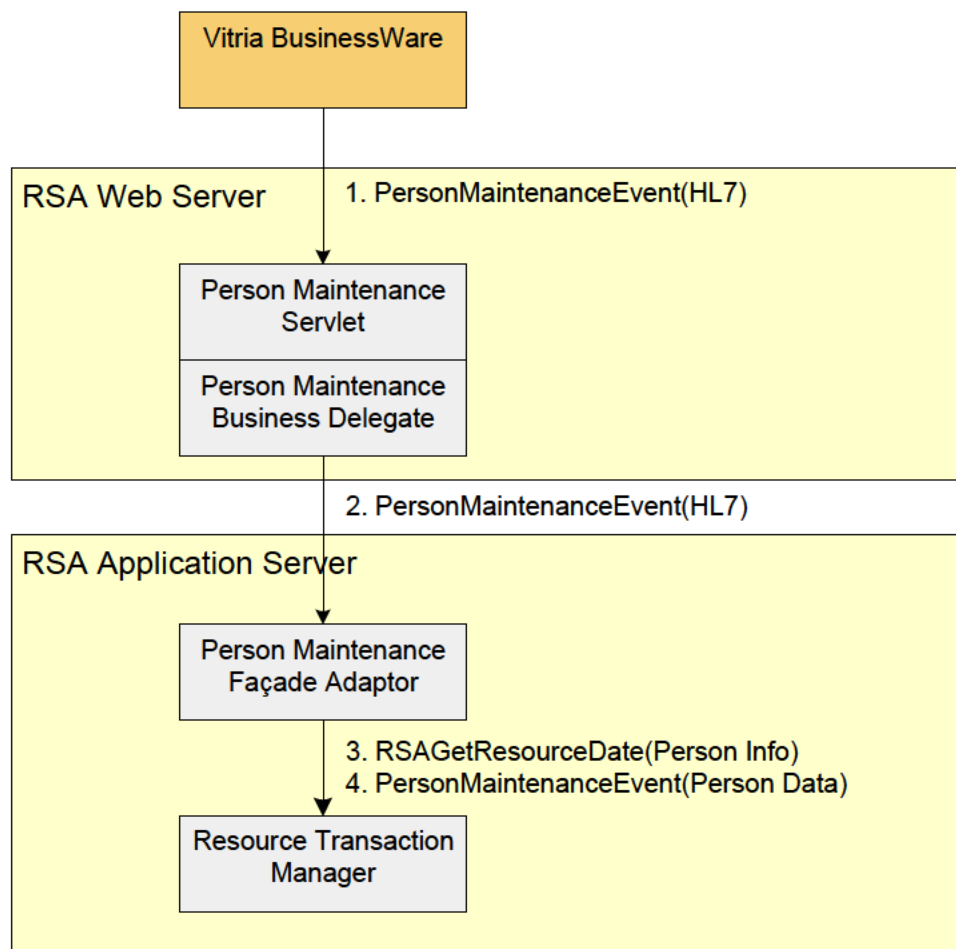 Vitria BusinessWare
RSA Web Server
1. PersonMaintenanceEvent(HL7)
Person Maintenance
Servlet
Person Maintenance
Business Delegate
2. PersonMaintenanceEvent(HL7)
RSA Application Server
Person Maintenance
Façade Adaptor
3. RSAGetResourceDate(Person Info)
4. PersonMaintenanceEvent(Person Data)
Resource Transaction
Manager